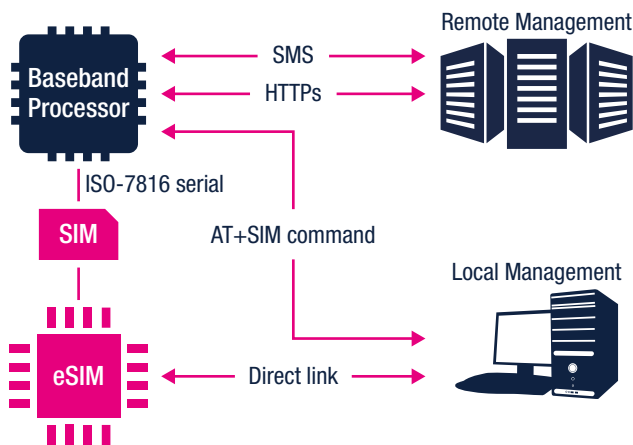 Remote Management
SMS
Baseband
Processor
HTTPs
ISO-7816 serial
SIM
AT+SIM command
Local Management
eSIM
Direct link